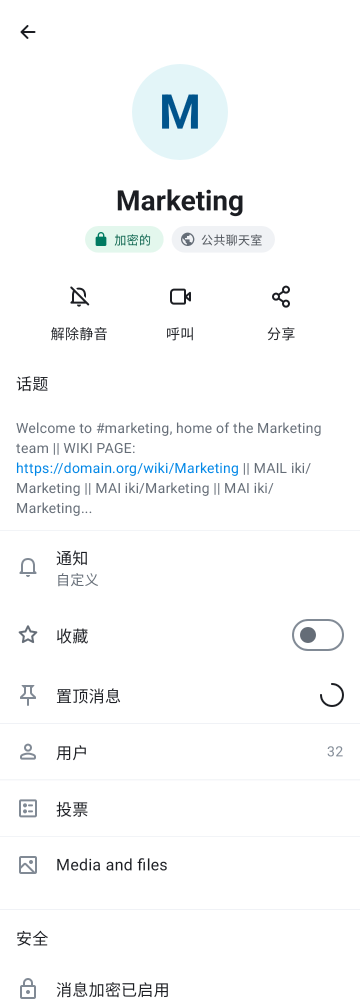 M
Marketing
加密的
公共聊天室
解除静音
呼叫
分享
话题
Welcome to #marketing, home of the Marketing
team || WIKI PAGE:
https://domain.org/wiki/Marketing || MAIL iki/
Marketing || MAI iki/Marketing || MAI iki/
Marketing...
通知
自定义
收藏
置顶消息
用户
32
投票
Media and files
安全
消息加密已启用